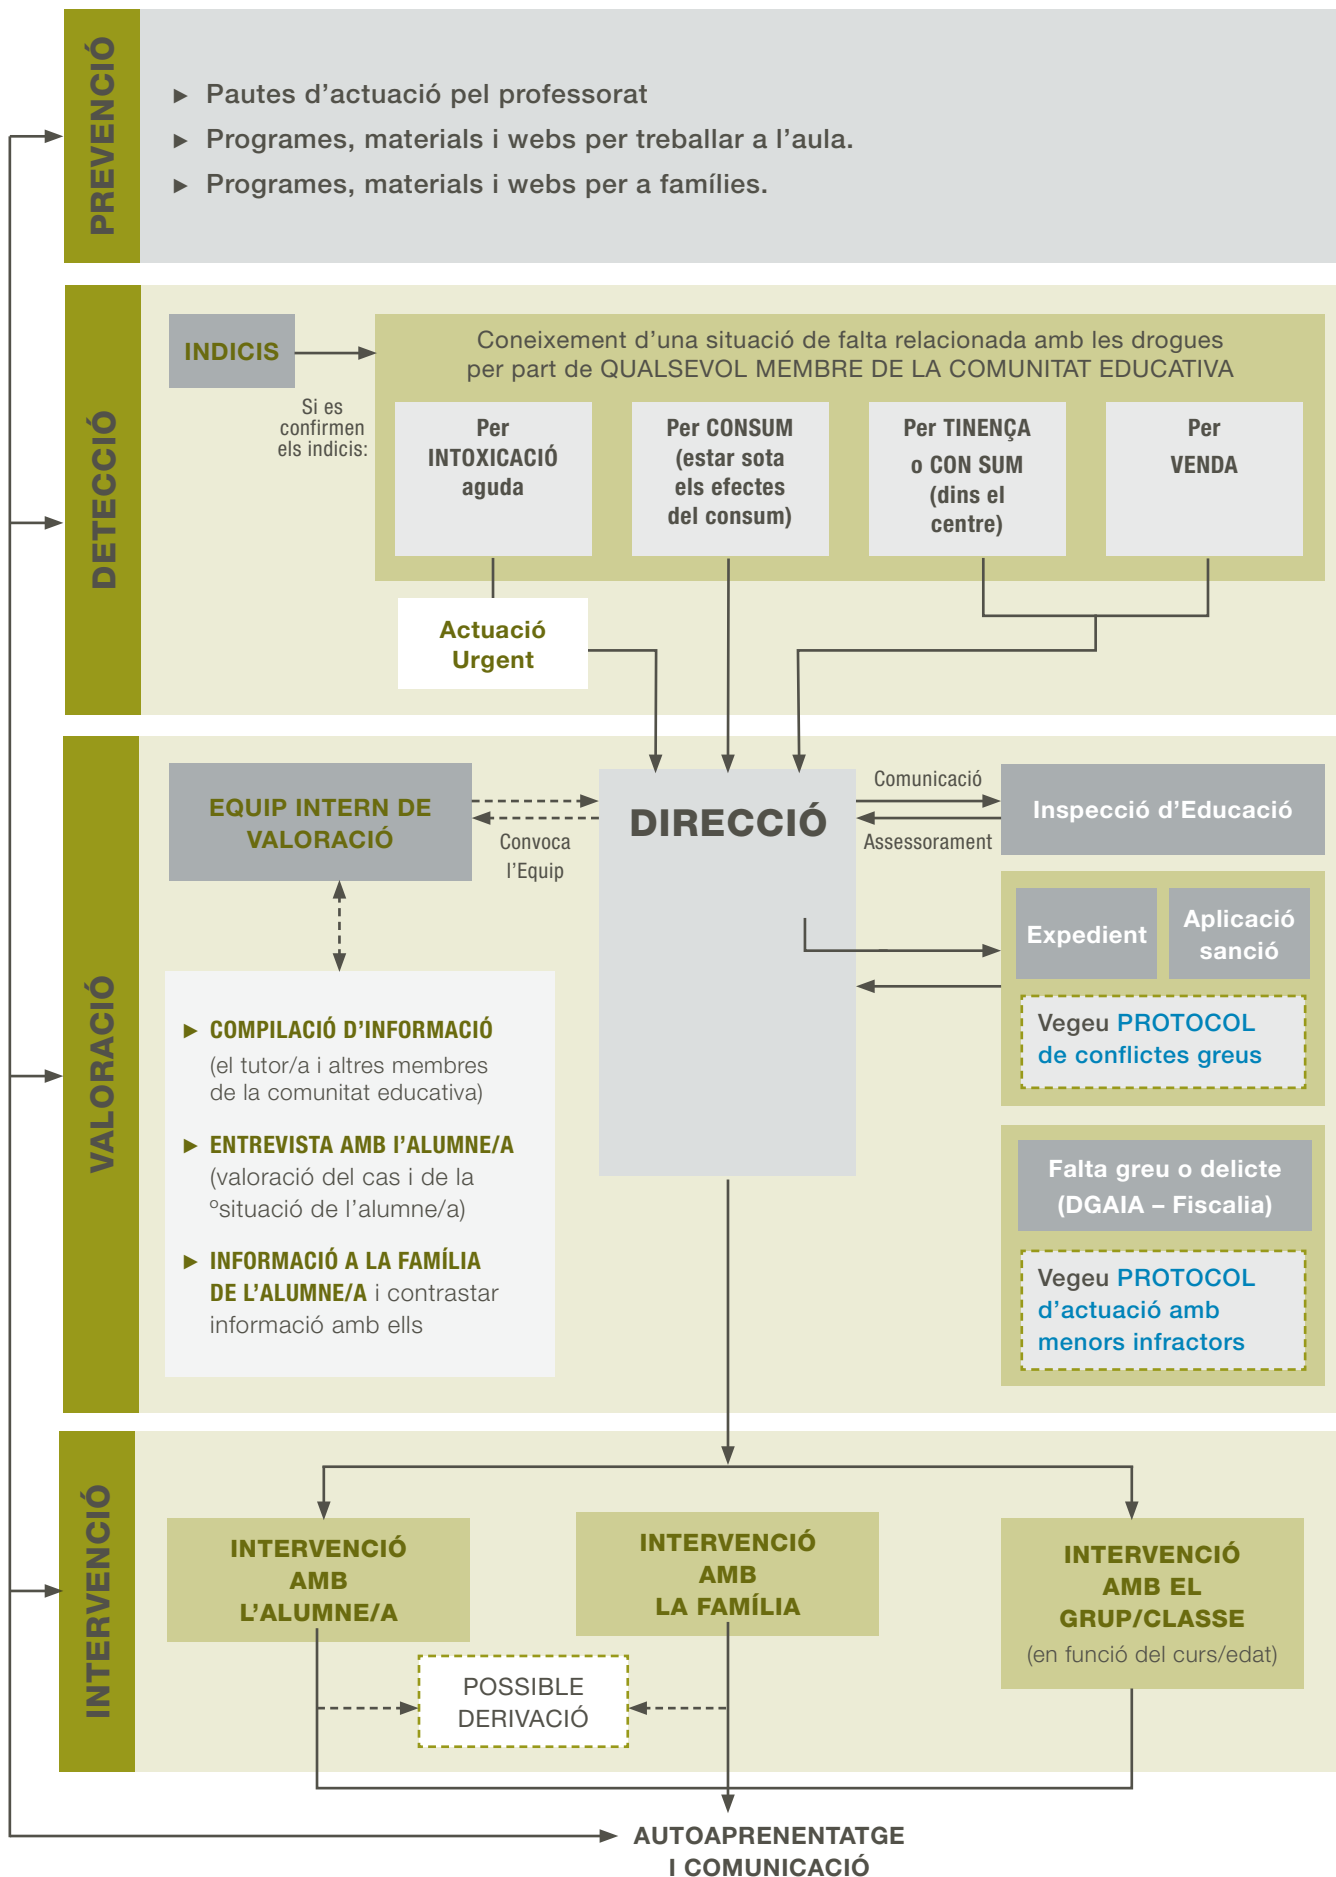 PREVENCIÓ
► Pautes d’actuació pel professorat
► Programes, materials i webs per treballar a l’aula.
► Programes, materials i webs per a famílies.
DETECCIÓ
INDICIS
Si es
confirmen
els indicis:
Coneixement d’una situació de falta relacionada amb les drogues
per part de QUALSEVOL MEMBRE DE LA COMUNITAT EDUCATIVA
Per
INTOXICACIÓ
aguda
Per CONSUM
(estar sota
els efectes
del consum)
Per TINENÇA
o CON SUM
(dins el
centre)
Per
VENDA
Actuació
Urgent
VALORACIÓ
EQUIP INTERN DE
VALORACIÓ
Convoca
l’Equip
DIRECCIÓ
Comunicació
Assessorament
Inspecció d’Educació
Expedient
Aplicació
sanció
Vegeu PROTOCOL
de conflictes greus
► COMPILACIÓ D’INFORMACIÓ
(el tutor/a i altres membres
de la comunitat educativa)
► ENTREVISTA AMB l’ALUMNE/A
(valoració del cas i de la
ºsituació de l’alumne/a)
► INFORMACIÓ A LA FAMÍLIA
DE L’ALUMNE/A i contrastar
informació amb ells
Falta greu o delicte
(DGAIA – Fiscalia)
Vegeu PROTOCOL
d’actuació amb
menors infractors
INTERVENCIÓ
INTERVENCIÓ
AMB
L’ALUMNE/A
INTERVENCIÓ
AMB
LA FAMÍLIA
INTERVENCIÓ
AMB EL
GRUP/CLASSE
(en funció del curs/edat)
POSSIBLE
DERIVACIÓ
AUTOAPRENENTATGE
I COMUNICACIÓ